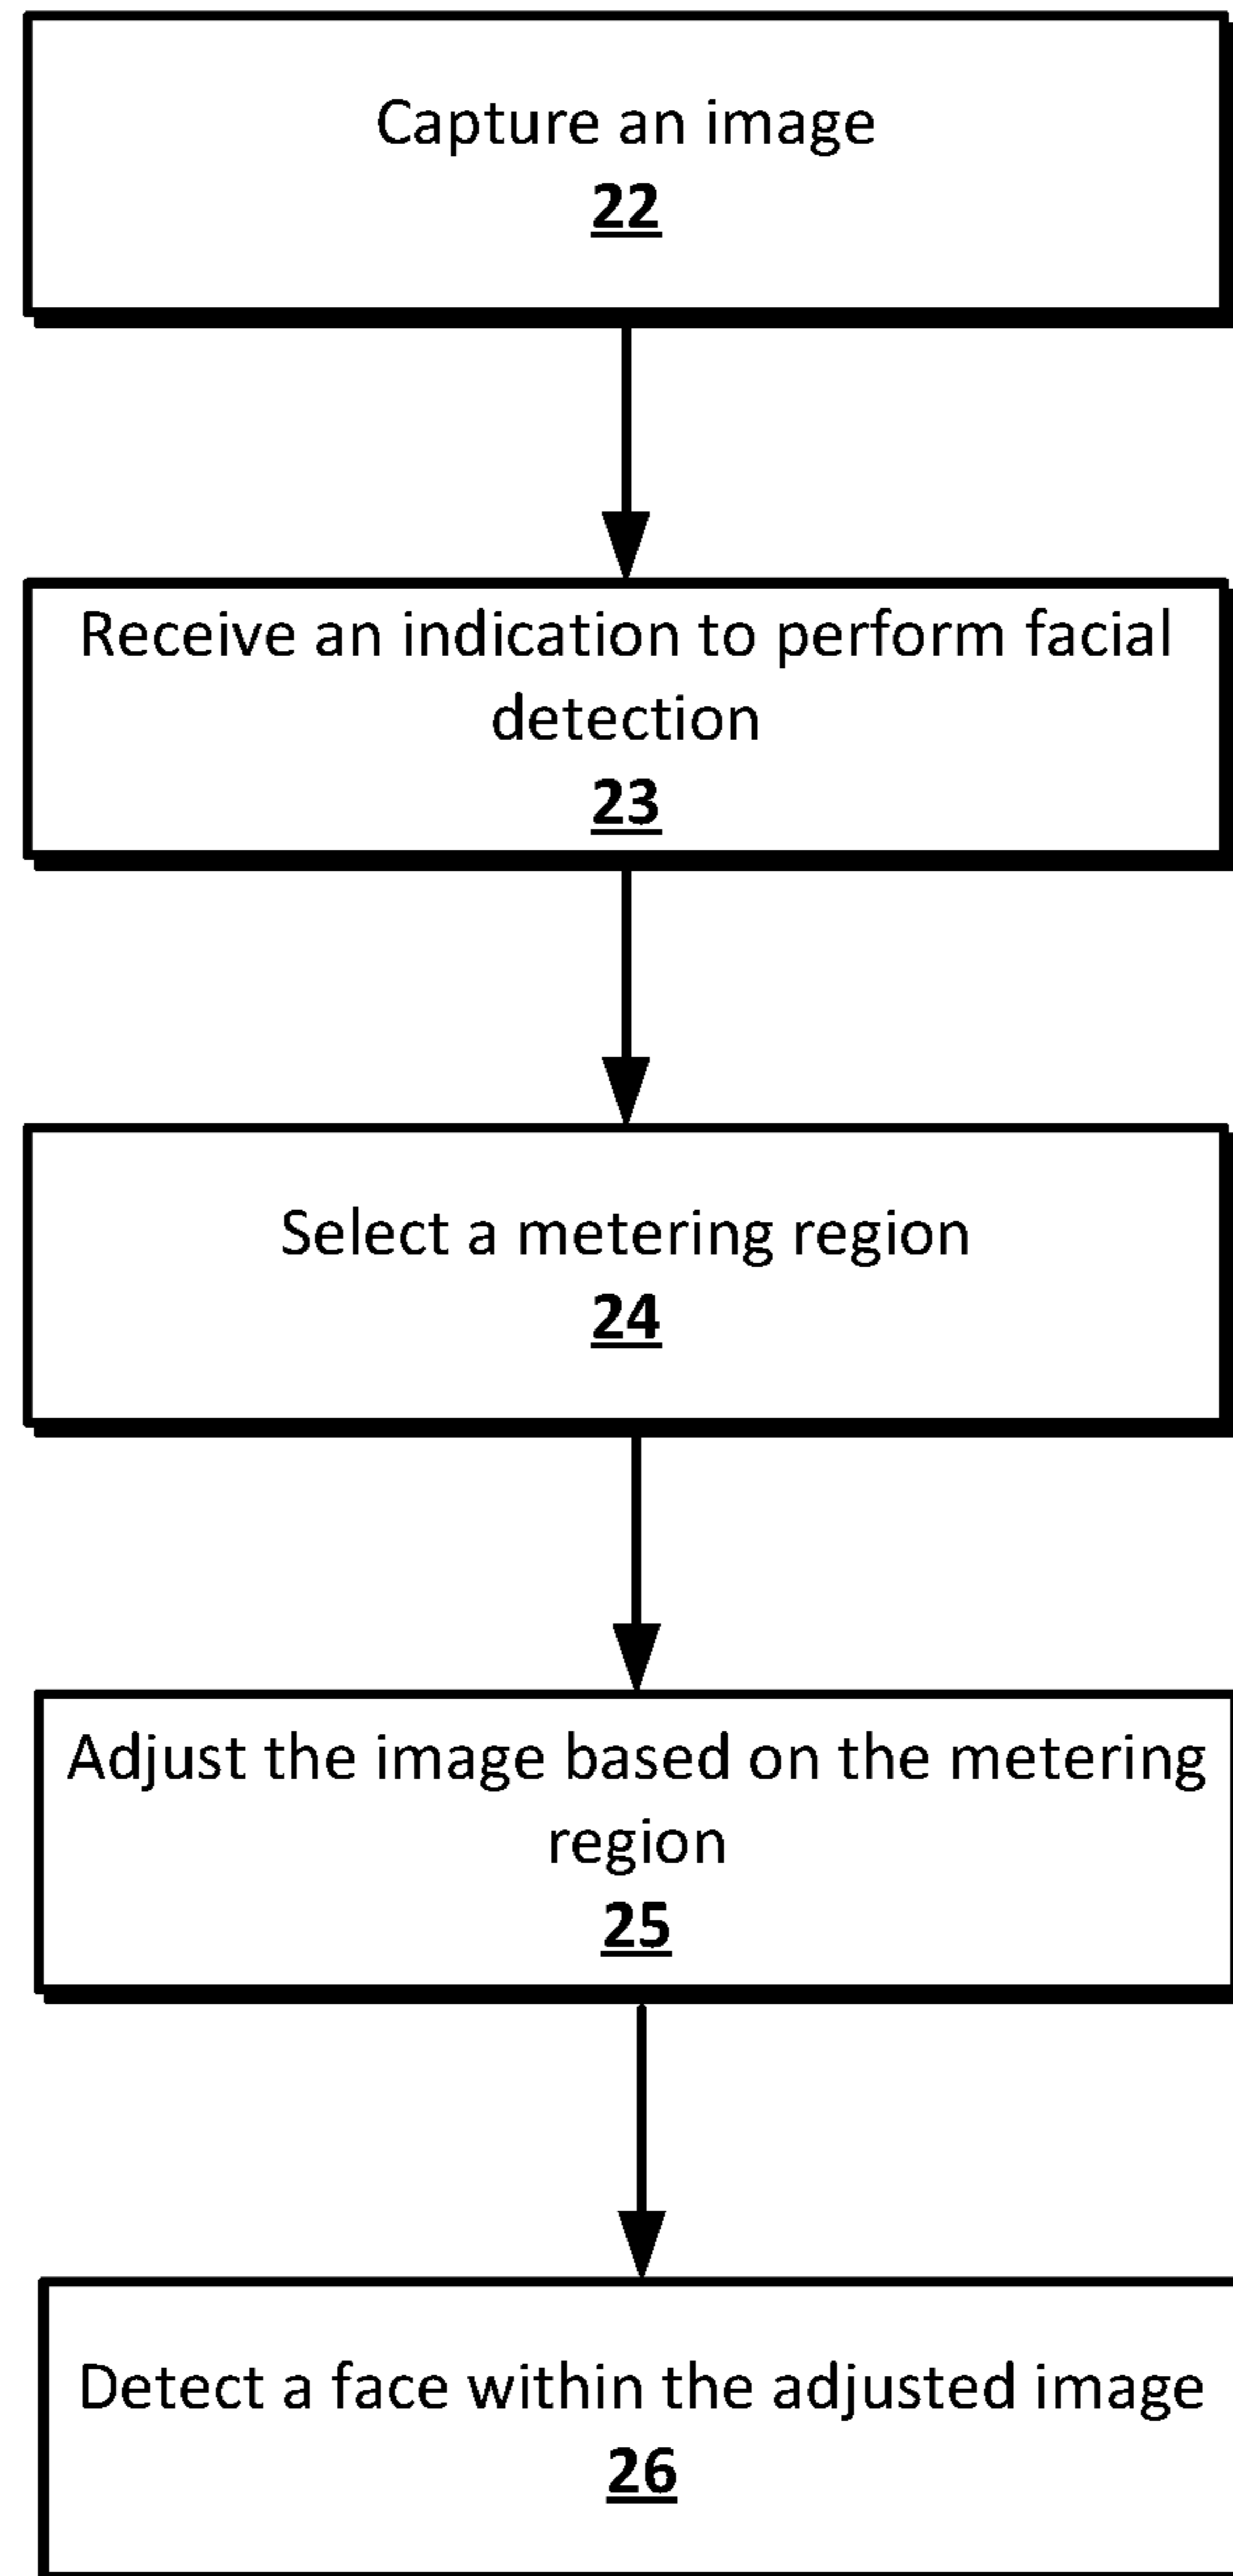 Capture an image
22
Receive an indication to perform facial
detection
23
Select a metering region
24
Adjust the image based on the metering
region
25
Detect a face within the adjusted image
26